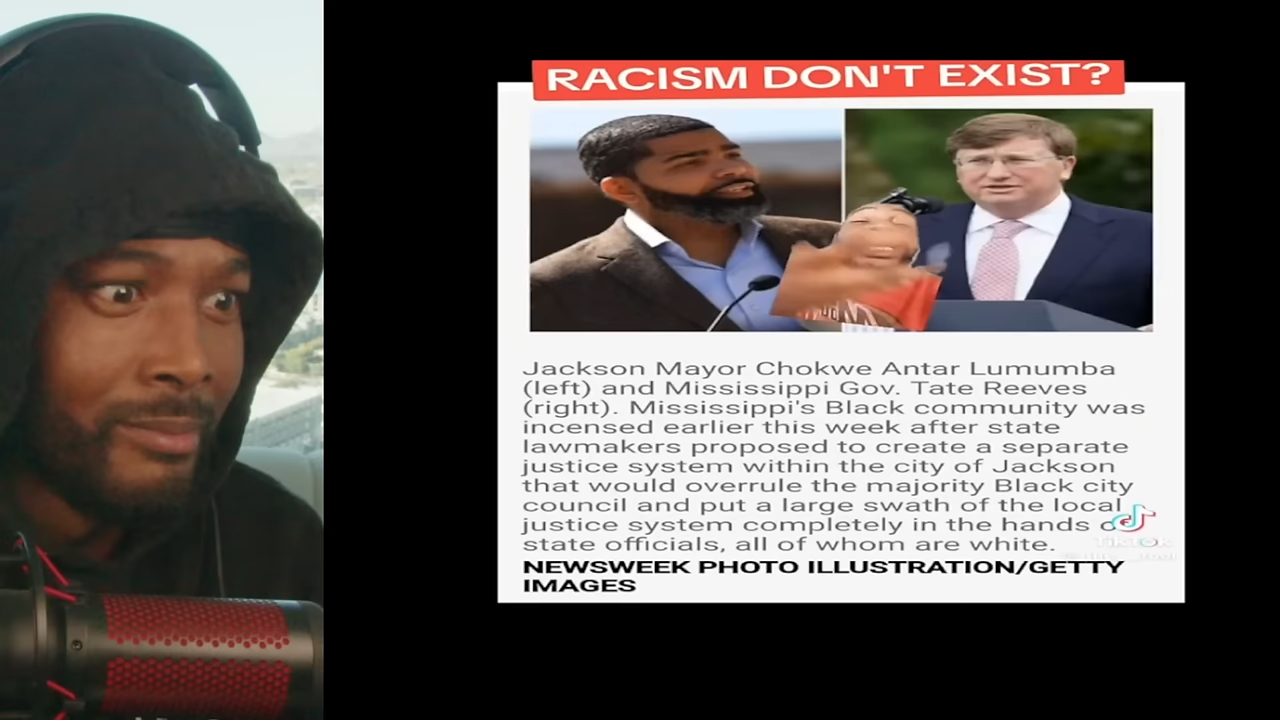 RACISM DON'T EXIST?
Jackson Mayor Chokwe Antar Lumumba
(left) and Mississippi Gov. Tate Reeves
(right). Mississippi's Black community was
incensed earlier this week after state
lawmakers proposed to create a separate
justice system within the city of Jackson
that would overrule the majority Black city
council and put a large swath of the local
justice system completely in the hands
state officials, all of whom are white.
TikTok
NEWSWEEK PHOTO ILLUSTRATION/GETTY
IMAGES